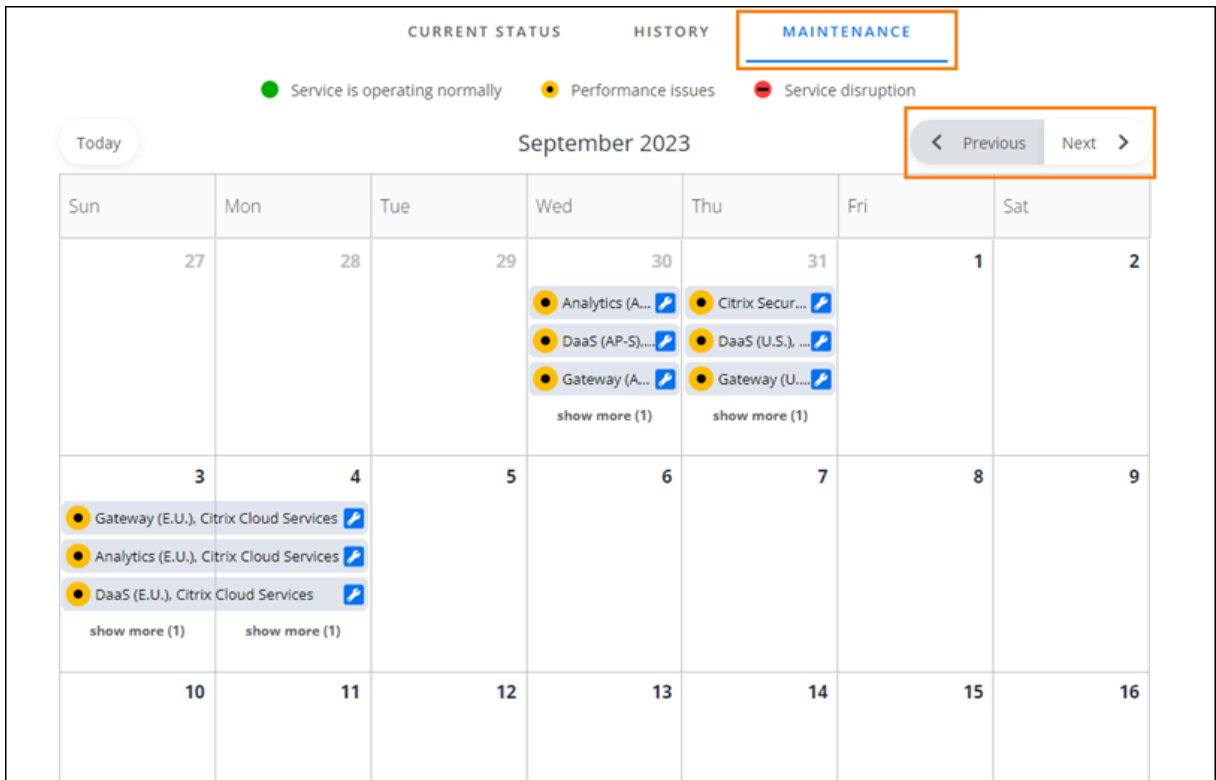 CURRENT STATUS HISTORY MAINTENANCE
Service is operating normally Performance issues Service disruption
Today September 2023 Previous Next
Sun Mon Tue Wed Thu Fri Sat
27 28 29 30 31 1 2
Analytics (A... Citrix Secur...
DaaS (AP-S),... DaaS (U.S.), ...
Gateway (A... Gateway (U....
show more (1) show more (1)
3 4 5 6 7 8 9
Gateway (E.U.), Citrix Cloud Services
Analytics (E.U.), Citrix Cloud Services
DaaS (E.U.), Citrix Cloud Services
show more (1) show more (1)
10 11 12 13 14 15 16